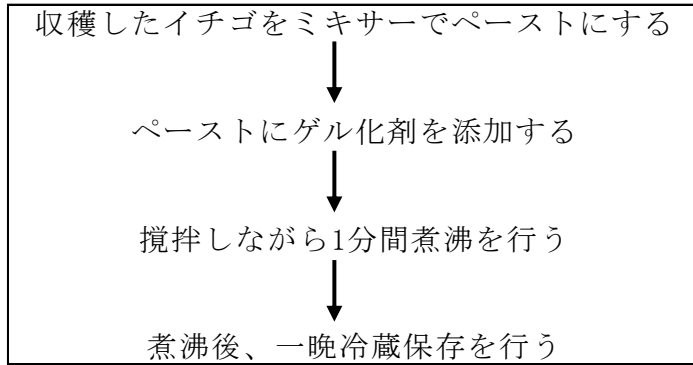 収穫したイチゴをミキサーでペーストにする
ペーストにゲル化剤を添加する
撹拌しながら1分間煮沸を行う
煮沸後、一晩冷蔵保存を行う